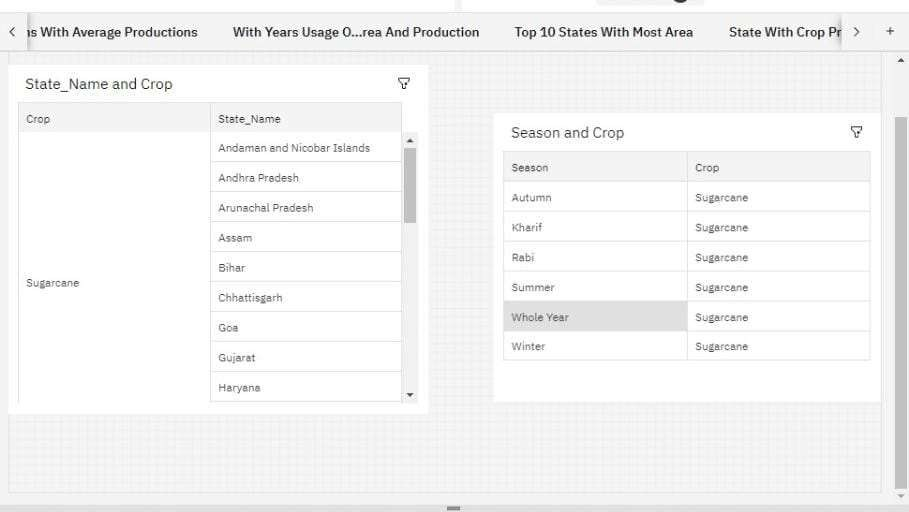 ns With Average Productions
With Years Usage O...rea And Production
Top 10 States With Most Area
State With Crop Pr
State_Name and Crop
Crop
State_Name
Sugarcane
Andaman and Nicobar Islands
Andhra Pradesh
Arunachal Pradesh
Assam
Bihar
Chhattisgarh
Goa
Gujarat
Haryana
Season and Crop
Season
Crop
Autumn
Sugarcane
Kharif
Sugarcane
Rabi
Sugarcane
Summer
Sugarcane
Whole Year
Sugarcane
Winter
Sugarcane